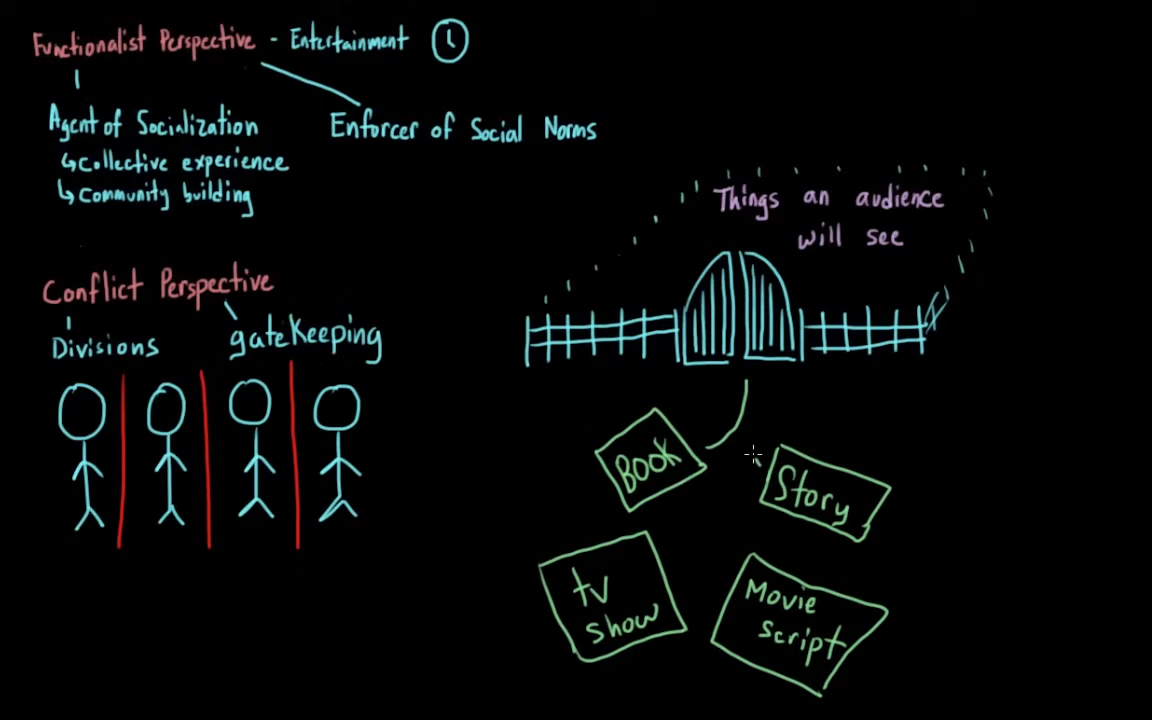 Functionalist Perspective - Entertainment
Agent of Socialization
Enforcer of Social Norms
↳ collective experience
↳ Community building
Things an audience
will see
Conflict Perspective
Divisions
gateKeeping
Book
Story
tv
show
Movie
script